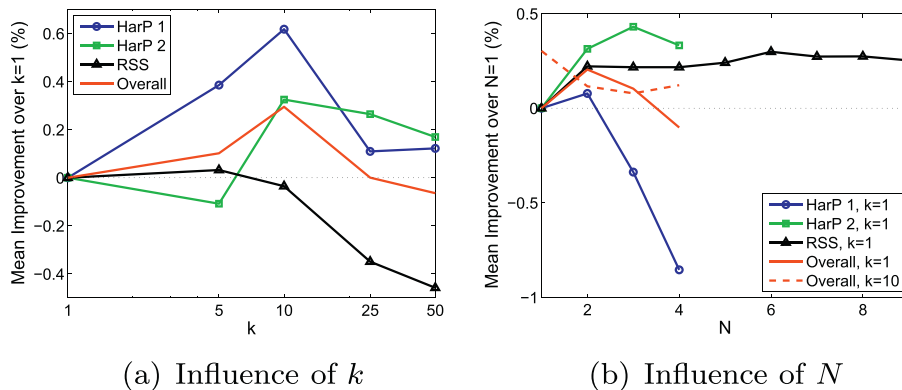 Mean Improvement over k=1 (%)
0.6
0.4
0.2
0
−0.2
−0.4
HarP 1
HarP 2
RSS
Overall
1
5
10
25
50
k
(a) Influence of k
Mean Improvement over N=1 (%)
0.5
0
−0.5
−1
HarP 1, k=1
HarP 2, k=1
RSS, k=1
Overall, k=1
Overall, k=10
2
4
6
8
N
(b) Influence of N